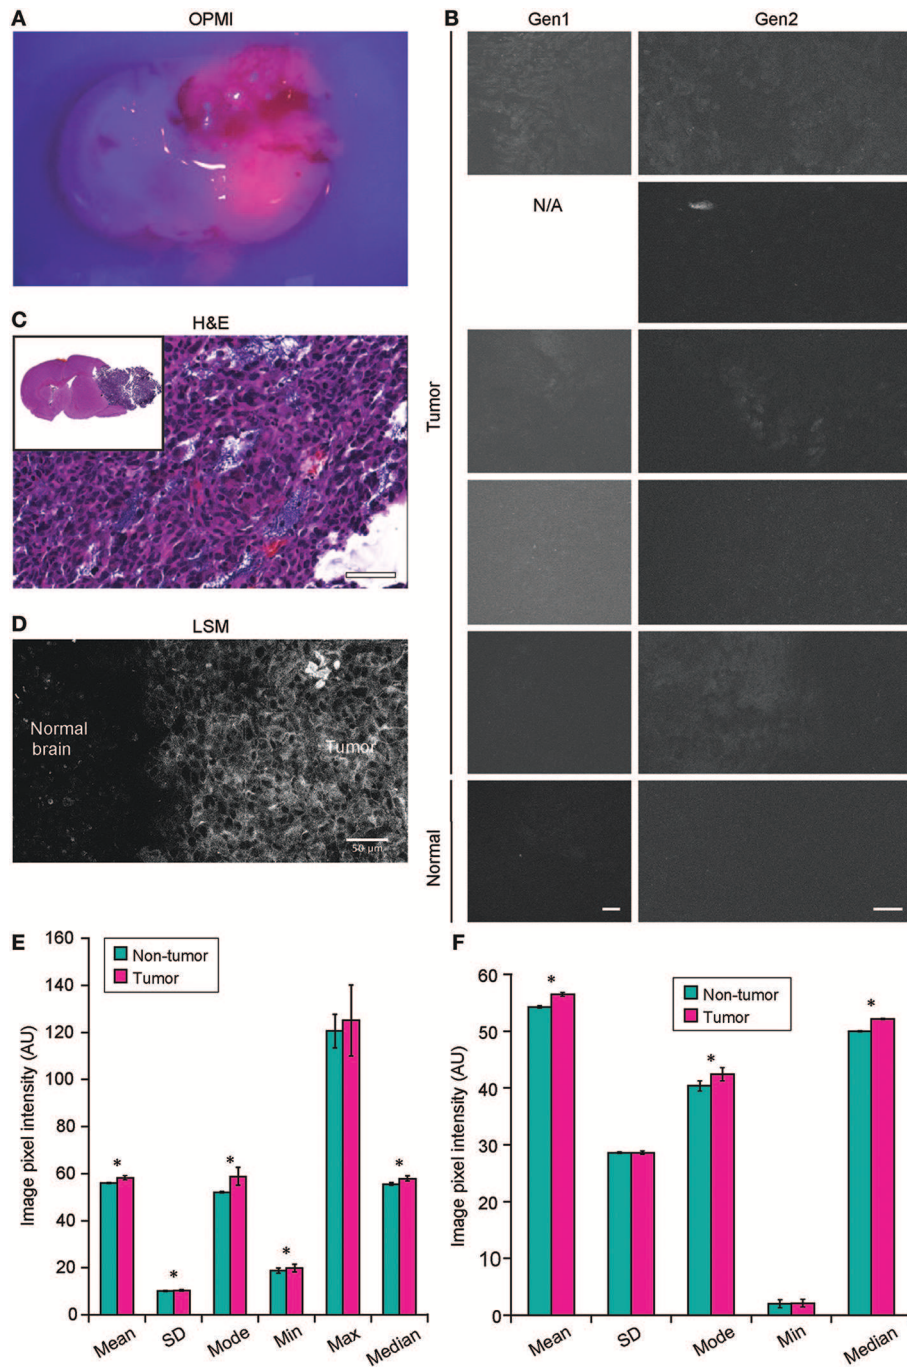 A
OPMI
B
Gen1
Gen2
N/A
Tumor
Normal
C
H&E
D
LSM
Normal
brain
Tumor
50 µm
E
Image pixel intensity (AU)
160
140
120
100
80
60
40
20
0
Non-tumor
Tumor
*
*
*
*
*
Mean
SD
Mode
Min
Max
Median
F
Image pixel intensity (AU)
60
50
40
30
20
10
0
Non-tumor
Tumor
*
*
*
Mean
SD
Mode
Min
Median